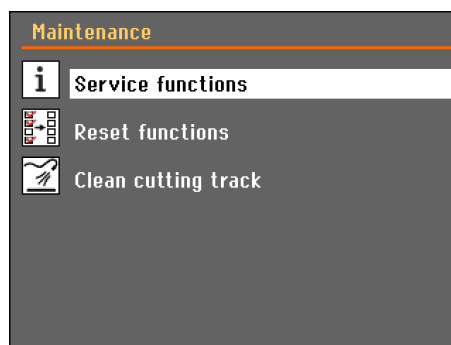 Maintenance
Service functions
Reset functions
Clean cutting track